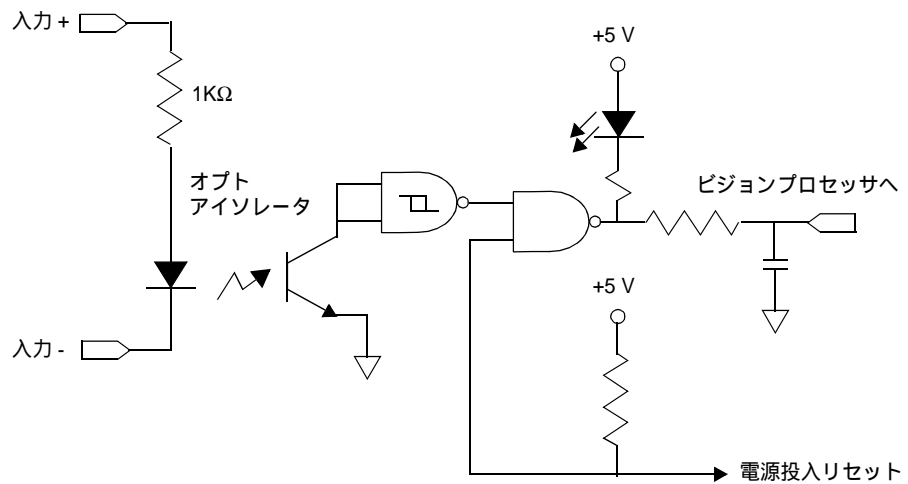 入力 +
1KΩ
オプト
アイソレータ
入力 -
+5 V
ビジョンプロセッサへ
+5 V
電源投入リセット